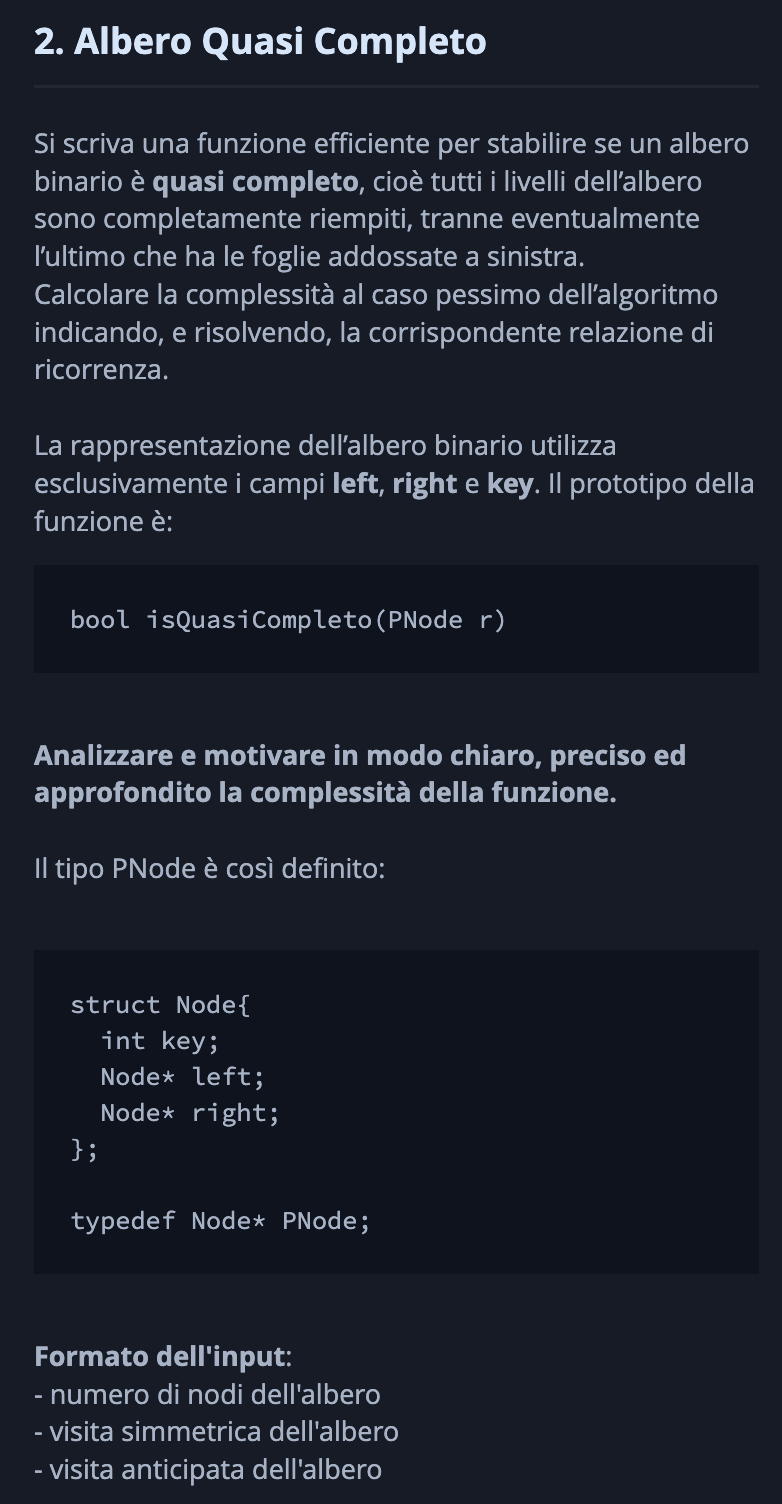 2. Albero Quasi Completo
Si scriva una funzione efficiente per stabilire se un albero
binario è quasi completo, cioè tutti i livelli dell’albero
sono completamente riempiti, tranne eventualmente
l’ultimo che ha le foglie addossate a sinistra.
Calcolare la complessità al caso pessimo dell’algoritmo
indicando, e risolvendo, la corrispondente relazione di
ricorrenza.
La rappresentazione dell’albero binario utilizza
esclusivamente i campi left, right e key. Il prototipo della
funzione è:
bool isQuasiCompleto(PNode r)
Analizzare e motivare in modo chiaro, preciso ed
approfondito la complessità della funzione.
Il tipo PNode è così definito:
struct Node{
int key;
Node* left;
Node* right;
};
typedef Node* PNode;
Formato dell'input:
- numero di nodi dell'albero
- visita simmetrica dell'albero
- visita anticipata dell'albero